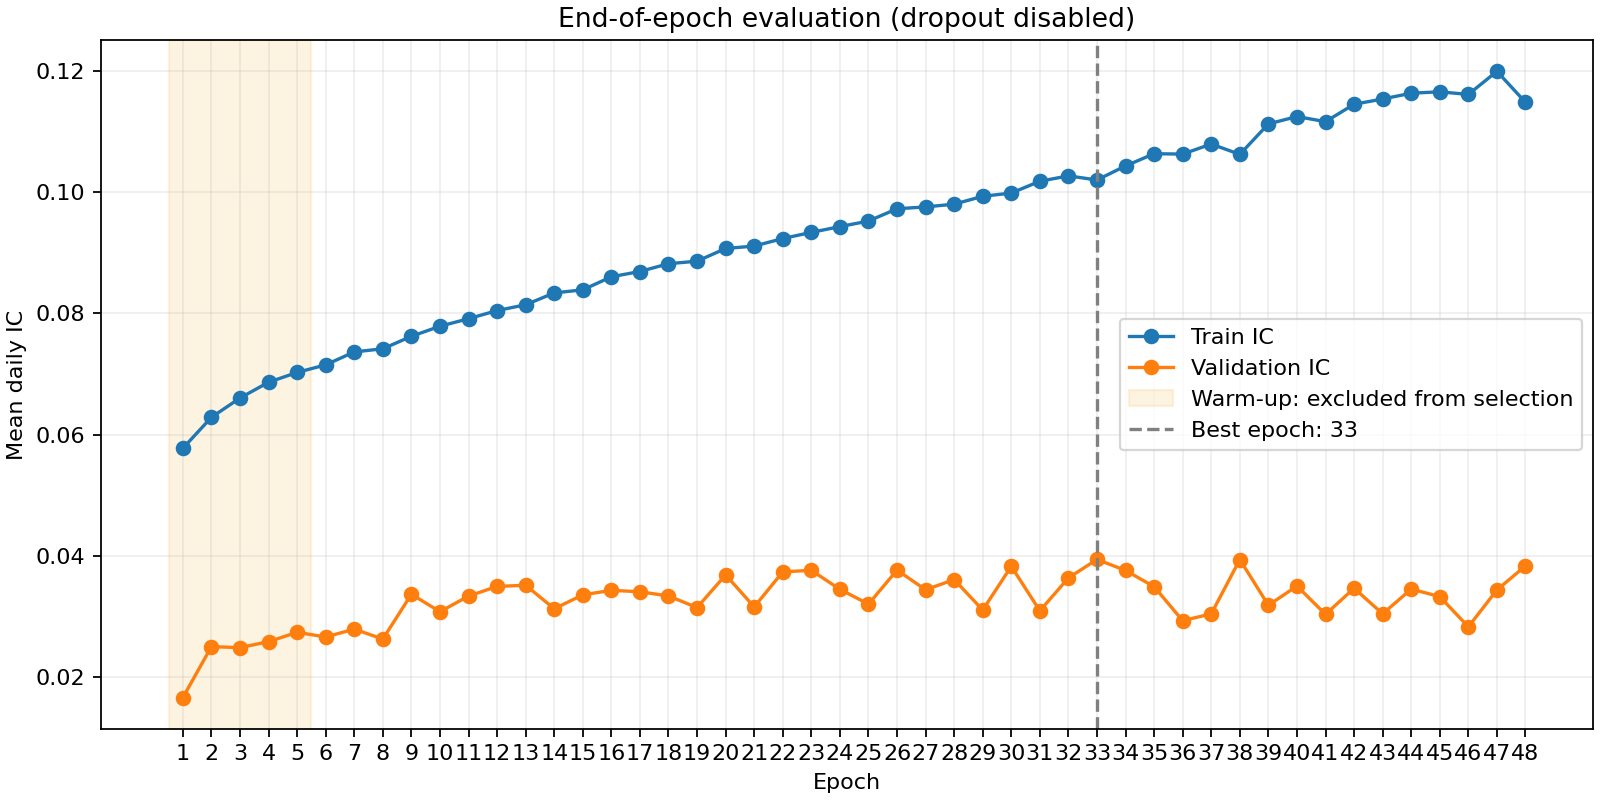 End-of-epoch evaluation (dropout disabled)
0.12
0.10
0.08
0.06
0.04
0.02
Mean daily IC
Train IC
Validation IC
Warm-up: excluded from selection
Best epoch: 33
1 2 3 4 5 6 7 8 9 10 11 12 13 14 15 16 17 18 19 20 21 22 23 24 25 26 27 28 29 30 31 32 33 34 35 36 37 38 39 40 41 42 43 44 45 46 47 48
Epoch